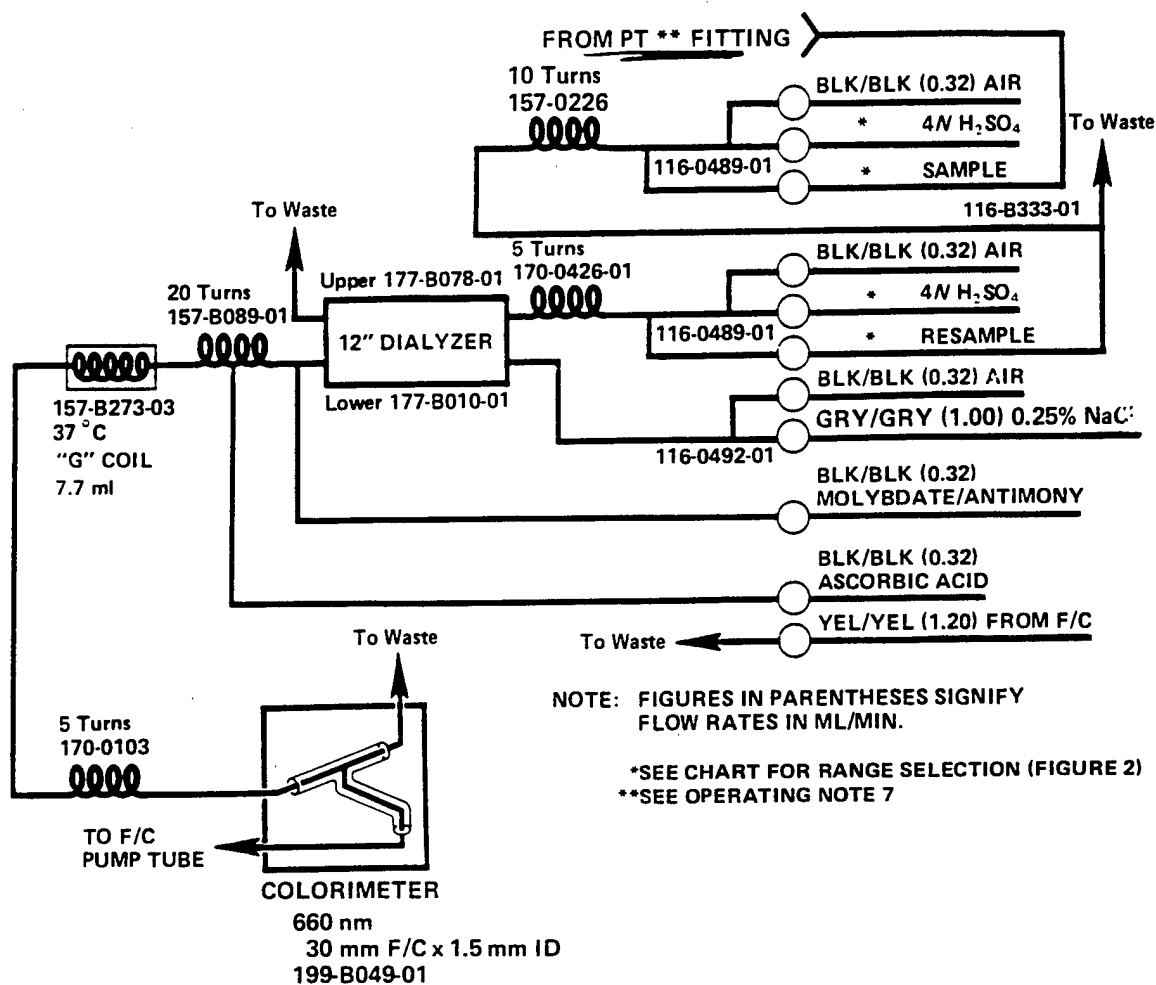 FROM PT ** FITTING
10 Turns
157-0226
BLK/BLK (0.32) AIR
* 4N H₂SO₄
To Waste
116-0489-01
* SAMPLE
116-B333-01
To Waste
5 Turns
170-0426-01
BLK/BLK (0.32) AIR
Upper 177-B078-01
* 4N H₂SO₄
20 Turns
157-B089-01
12" DIALYZER
116-0489-01
* RESAMPLE
BLK/BLK (0.32) AIR
Lower 177-B010-01
157-B273-03
37 °C
"G" COIL
7.7 ml
GRY/GRY (1.00) 0.25%
116-0492-01
BLK/BLK (0.32)
MOLYBDATE/ANTIMONY
BLK/BLK (0.32)
ASCORBIC ACID
YEL/YEL (1.20) FROM F/C
To Waste
To Waste
NOTE: FIGURES IN PARENTHESES SIGNIFY
FLOW RATES IN ML/MIN.
5 Turns
170-0103
*SEE CHART FOR RANGE SELECTION (FIGURE 2)
**SEE OPERATING NOTE 7
TO F/C
PUMP TUBE
COLORIMETER
660 nm
30 mm F/C x 1.5 mm ID
199-B049-01